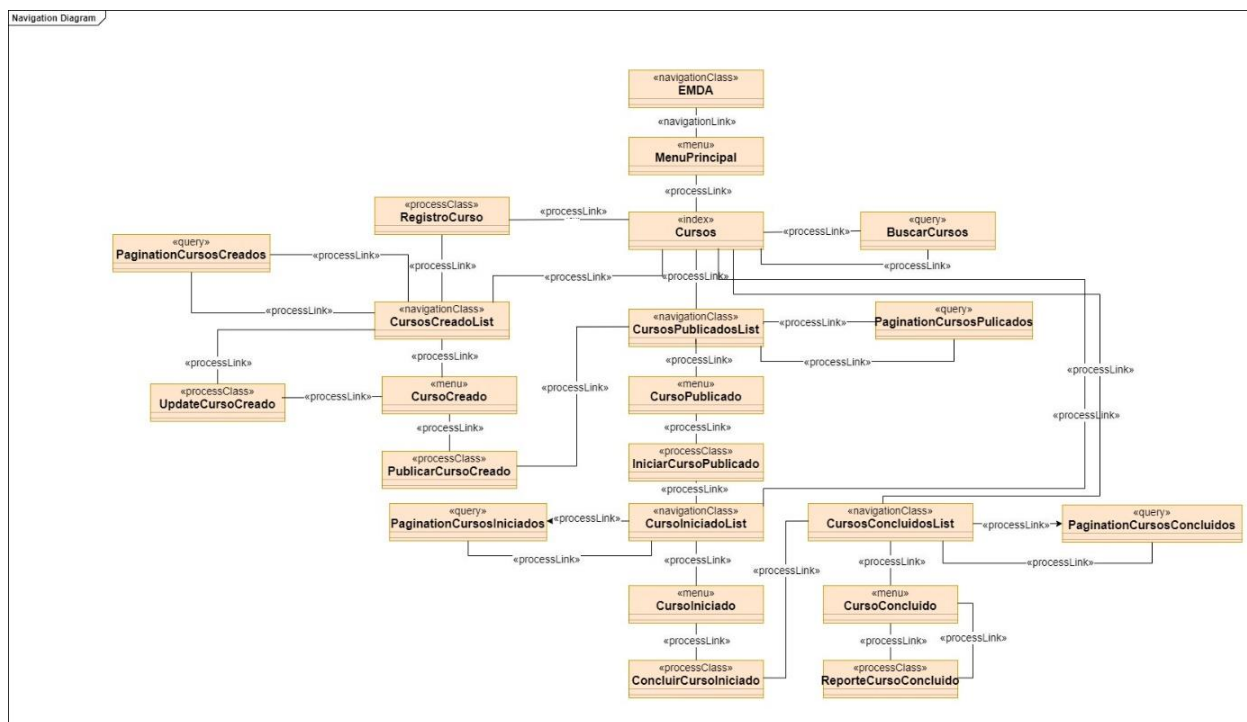 Navigation Diagram
«navigationClass»
EMDA
«navigationLink»
«menu»
MenuPrincipal
«processLink»
«processClass»
RegistroCurso
«processLink»
«index»
Cursos
«processLink»
«query»
BuscarCursos
«query»
PaginationCursosCreados
«processLink»
«processLink»
«processLink»
«processLink»
«processLink»
«navigationClass»
CursosCreadoList
«navigationClass»
CursosPublicadosList
«processLink»
«query»
PaginationCursosPulicados
«processLink»
«processLink»
«processLink»
«processLink»
«processLink»
«processClass»
UpdateCursoCreado
«processLink»
«menu»
CursoCreado
«processLink»
«menu»
CursoPublicado
«processLink»
«processLink»
«processLink»
«processClass»
PublicarCursoCreado
«processClass»
IniciarCursoPublicado
«processLink»
«query»
PaginationCursosIniciados
«processLink»
«navigationClass»
CursoIniciadoList
«navigationClass»
CursosConcluidosList
«processLink»
«query»
PaginationCursosConcluidos
«processLink»
«processLink»
«processLink»
«processLink»
«processLink»
«menu»
CursoIniciado
«menu»
CursoConcluido
«processLink»
«processLink»
«processLink»
«processClass»
ConcluirCursoIniciado
«processClass»
ReporteCursoConcluido